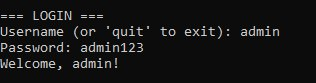 === LOGIN ===
Username (or 'quit' to exit): admin
Password: admin123
Welcome, admin!